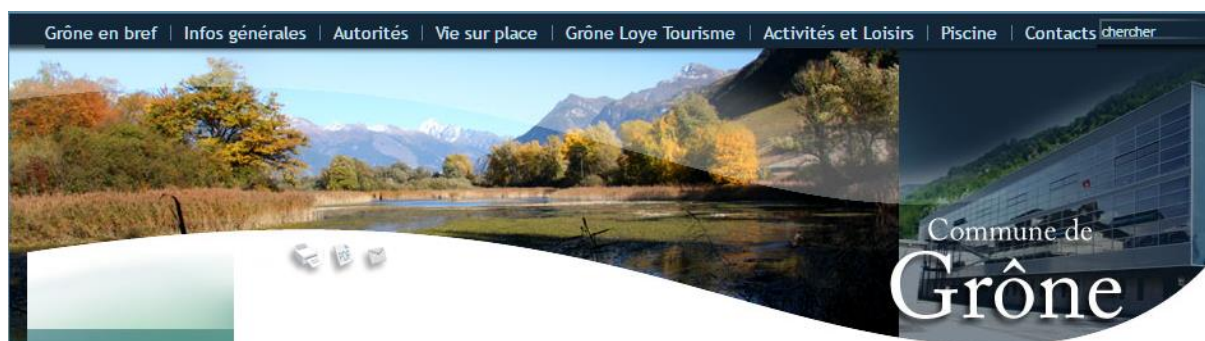 Grône en bref | Infos générales | Autorités | Vie sur place | Grône Loye Tourisme | Activités et Loisirs | Piscine | Contacts chercher
PDF
Commune de
Grône